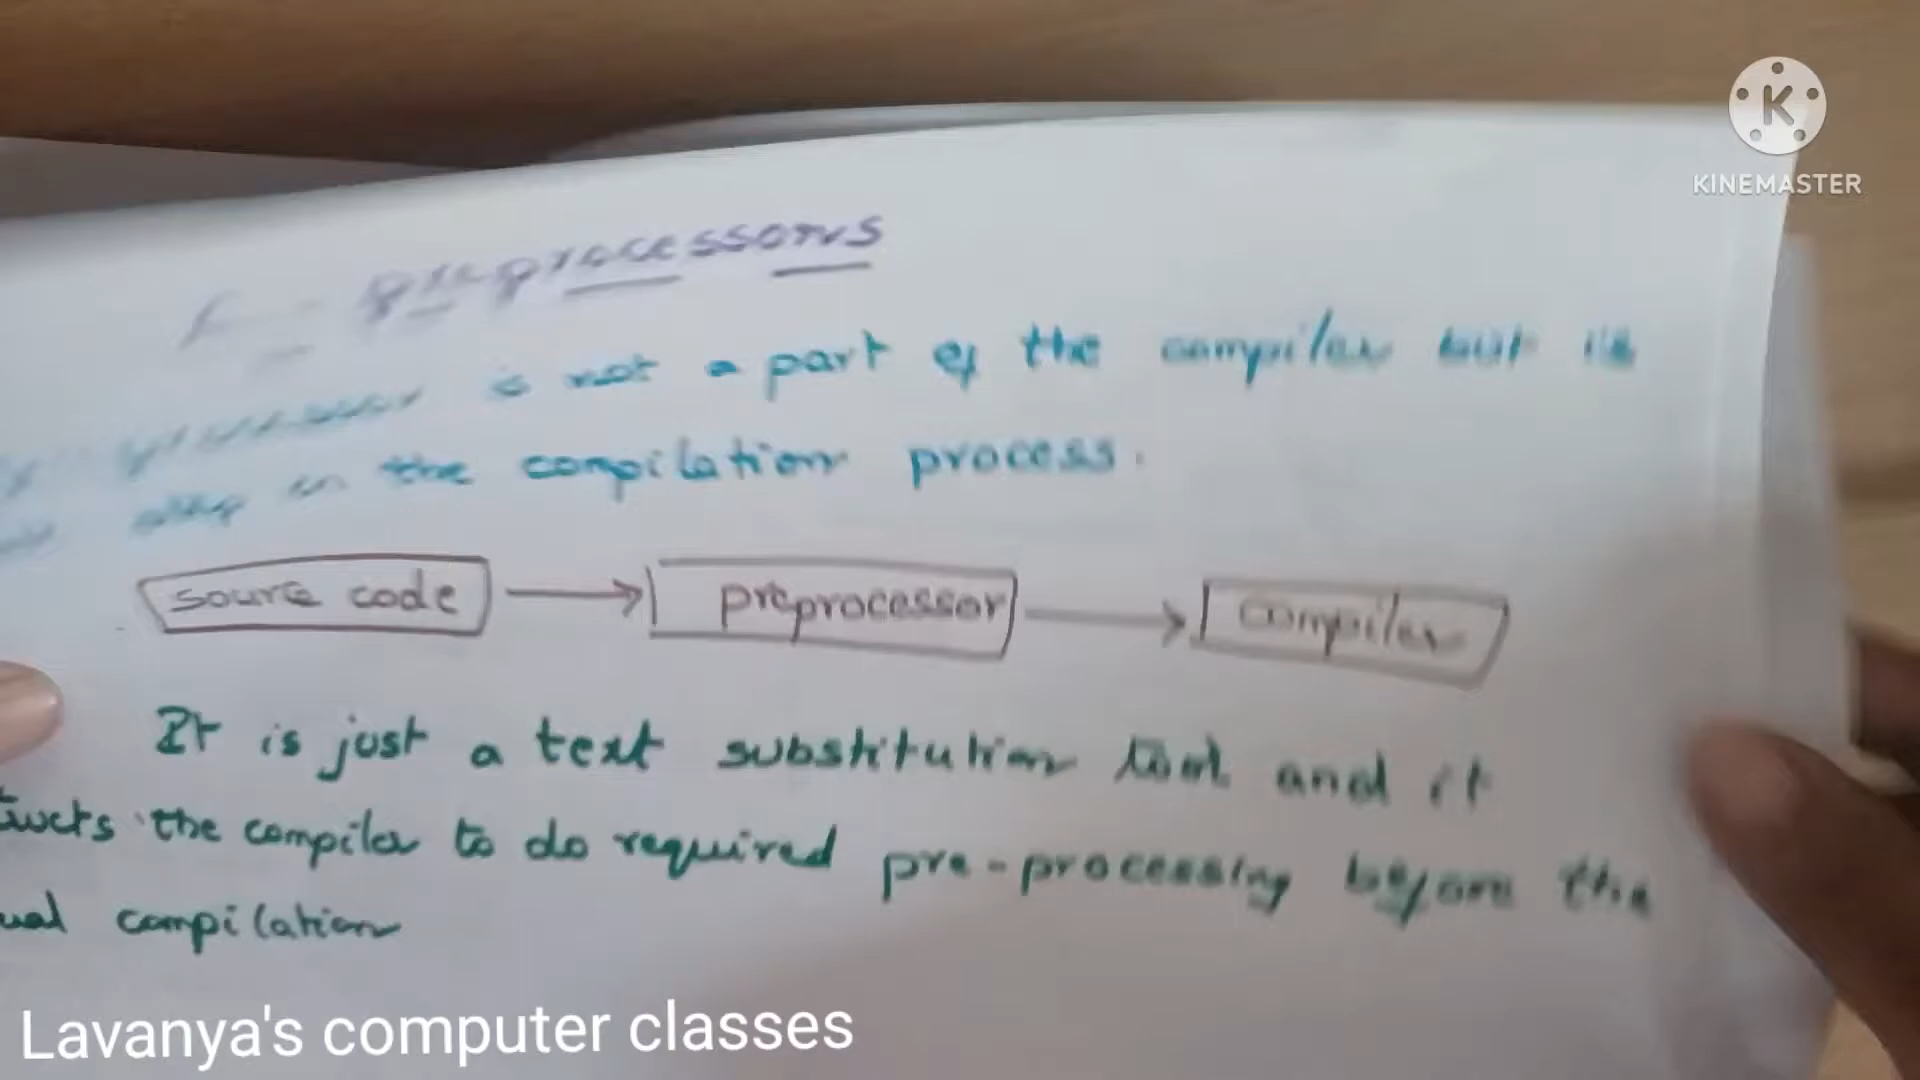 K
KINEMASTER
C - preprocessors
processor is not a part of the compiler but is
step in the compilation process.
source code
preprocessor
compiler
It is just a text substitution tool and it
the compiler to do required pre-processing before the
compilation
Lavanya's computer classes